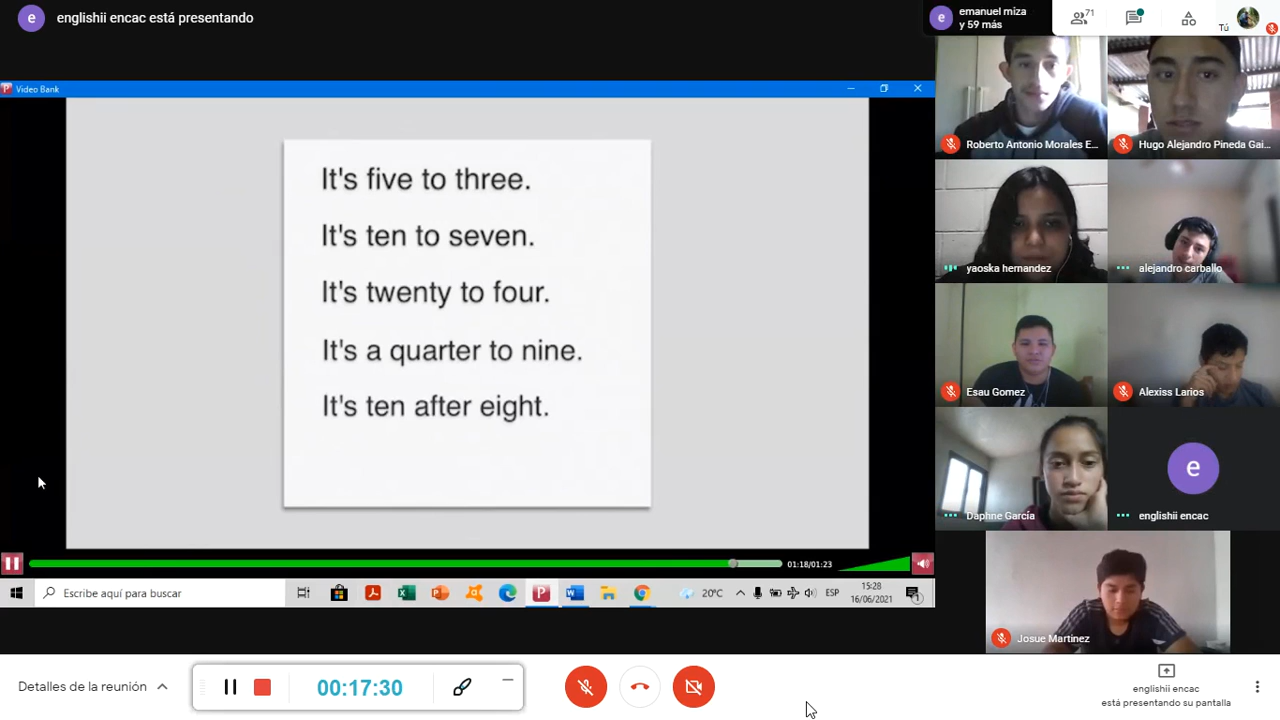 e englishii encac está presentando
e emanuel miza
y 59 más
71
Tú
Video Bank
It's five to three.
It's ten to seven.
It's twenty to four.
It's a quarter to nine.
It's ten after eight.
01:18/01:23
Escribe aquí para buscar
20°C
ESP
15:28
16/06/2021
1
Roberto Antonio Morales E...
Hugo Alejandro Pineda Gai...
yaoska hernandez
alejandro carballo
Esau Gomez
Alexiss Larios
Daphne García
e
englishii encac
Josue Martinez
Detalles de la reunión
00:17:30
englishii encac
está presentando su pantalla